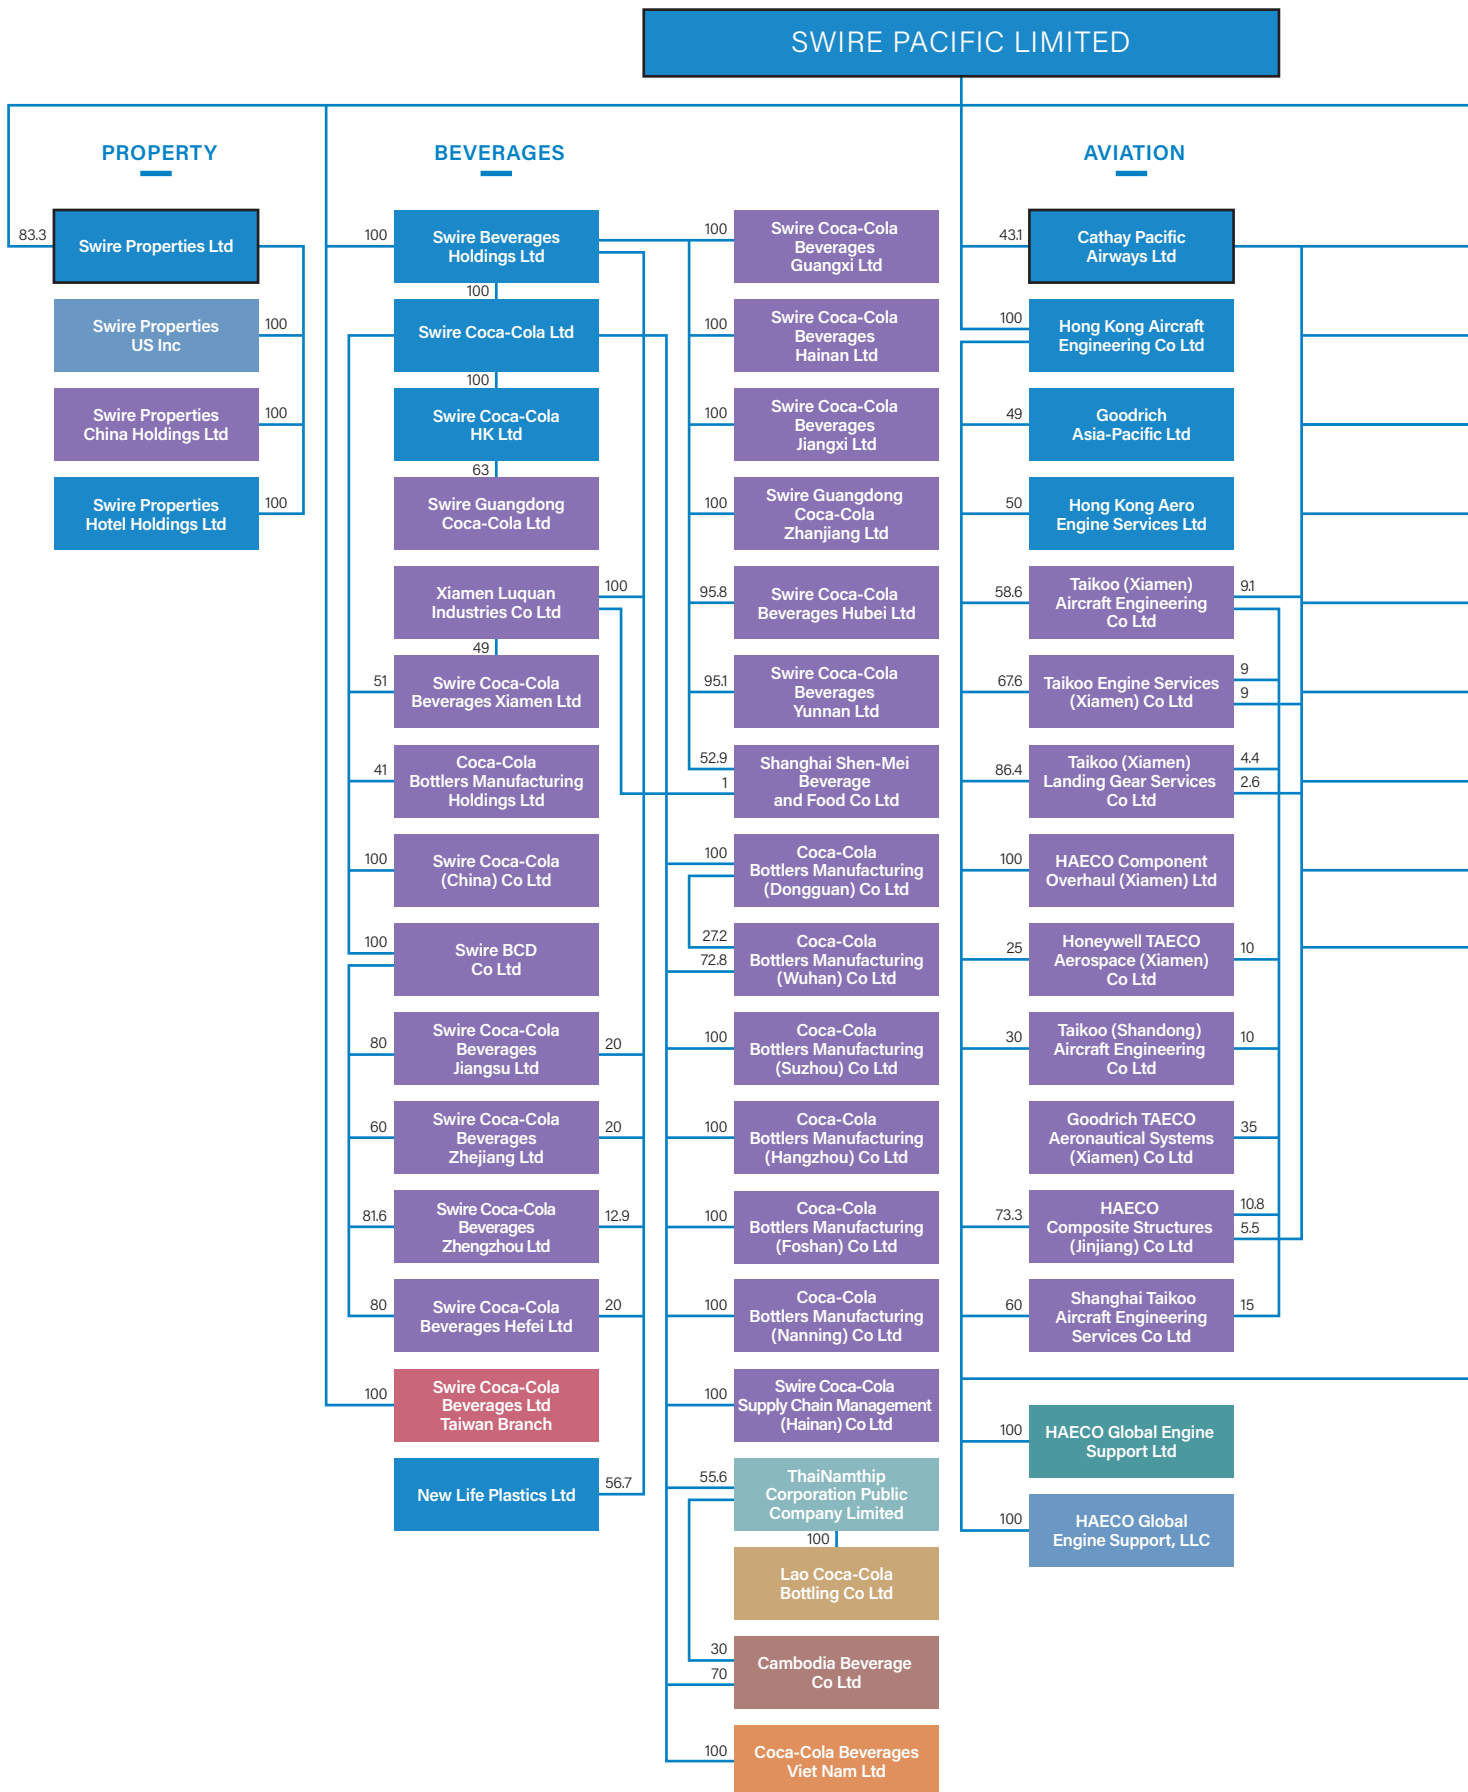 SWIRE PACIFIC LIMITED
PROPERTY
83.3
Swire Properties Ltd
Swire Properties
US Inc
100
Swire Properties
China Holdings Ltd
100
Swire Properties
Hotel Holdings Ltd
100
BEVERAGES
100
Swire Beverages
Holdings Ltd
100
Swire Coca-Cola Ltd
100
Swire Coca-Cola
HK Ltd
63
Swire Guangdong
Coca-Cola Ltd
Xiamen Luquan
Industries Co Ltd
100
49
51
Swire Coca-Cola
Beverages Xiamen Ltd
41
Coca-Cola
Bottlers Manufacturing
Holdings Ltd
100
Swire Coca-Cola
(China) Co Ltd
100
Swire BCD
Co Ltd
80
Swire Coca-Cola
Beverages
Jiangsu Ltd
20
60
Swire Coca-Cola
Beverages
Zhejiang Ltd
20
81.6
Swire Coca-Cola
Beverages
Zhengzhou Ltd
12.9
80
Swire Coca-Cola
Beverages Hefei Ltd
20
100
Swire Coca-Cola
Beverages Ltd
Taiwan Branch
New Life Plastics Ltd
56.7
100
Swire Coca-Cola
Beverages
Guangxi Ltd
100
Swire Coca-Cola
Beverages
Hainan Ltd
100
Swire Coca-Cola
Beverages
Jiangxi Ltd
100
Swire Guangdong
Coca-Cola
Zhanjiang Ltd
95.8
Swire Coca-Cola
Beverages Hubei Ltd
95.1
Swire Coca-Cola
Beverages
Yunnan Ltd
52.9
1
Shanghai Shen-Mei
Beverage
and Food Co Ltd
100
Coca-Cola
Bottlers Manufacturing
(Dongguan) Co Ltd
27.2
72.8
Coca-Cola
Bottlers Manufacturing
(Wuhan) Co Ltd
100
Coca-Cola
Bottlers Manufacturing
(Suzhou) Co Ltd
100
Coca-Cola
Bottlers Manufacturing
(Hangzhou) Co Ltd
100
Coca-Cola
Bottlers Manufacturing
(Foshan) Co Ltd
100
Coca-Cola
Bottlers Manufacturing
(Nanning) Co Ltd
100
Swire Coca-Cola
Supply Chain Management
(Hainan) Co Ltd
55.6
ThaiNamthip
Corporation Public
Company Limited
100
Lao Coca-Cola
Bottling Co Ltd
30
70
Cambodia Beverage
Co Ltd
100
Coca-Cola Beverages
Viet Nam Ltd
AVIATION
43.1
Cathay Pacific
Airways Ltd
100
Hong Kong Aircraft
Engineering Co Ltd
49
Goodrich
Asia-Pacific Ltd
50
Hong Kong Aero
Engine Services Ltd
58.6
Taikoo (Xiamen)
Aircraft Engineering
Co Ltd
9.1
67.6
Taikoo Engine Services
(Xiamen) Co Ltd
9
9
86.4
Taikoo (Xiamen)
Landing Gear Services
Co Ltd
4.4
2.6
100
HAECO Component
Overhaul (Xiamen) Ltd
25
Honeywell TAECO
Aerospace (Xiamen)
Co Ltd
10
30
Taikoo (Shandong)
Aircraft Engineering
Co Ltd
10
Goodrich TAECO
Aeronautical Systems
(Xiamen) Co Ltd
35
73.3
HAECO
Composite Structures
(Jinjiang) Co Ltd
10.8
5.5
60
Shanghai Taikoo
Aircraft Engineering
Services Co Ltd
15
100
HAECO Global Engine
Support Ltd
100
HAECO Global
Engine Support, LLC